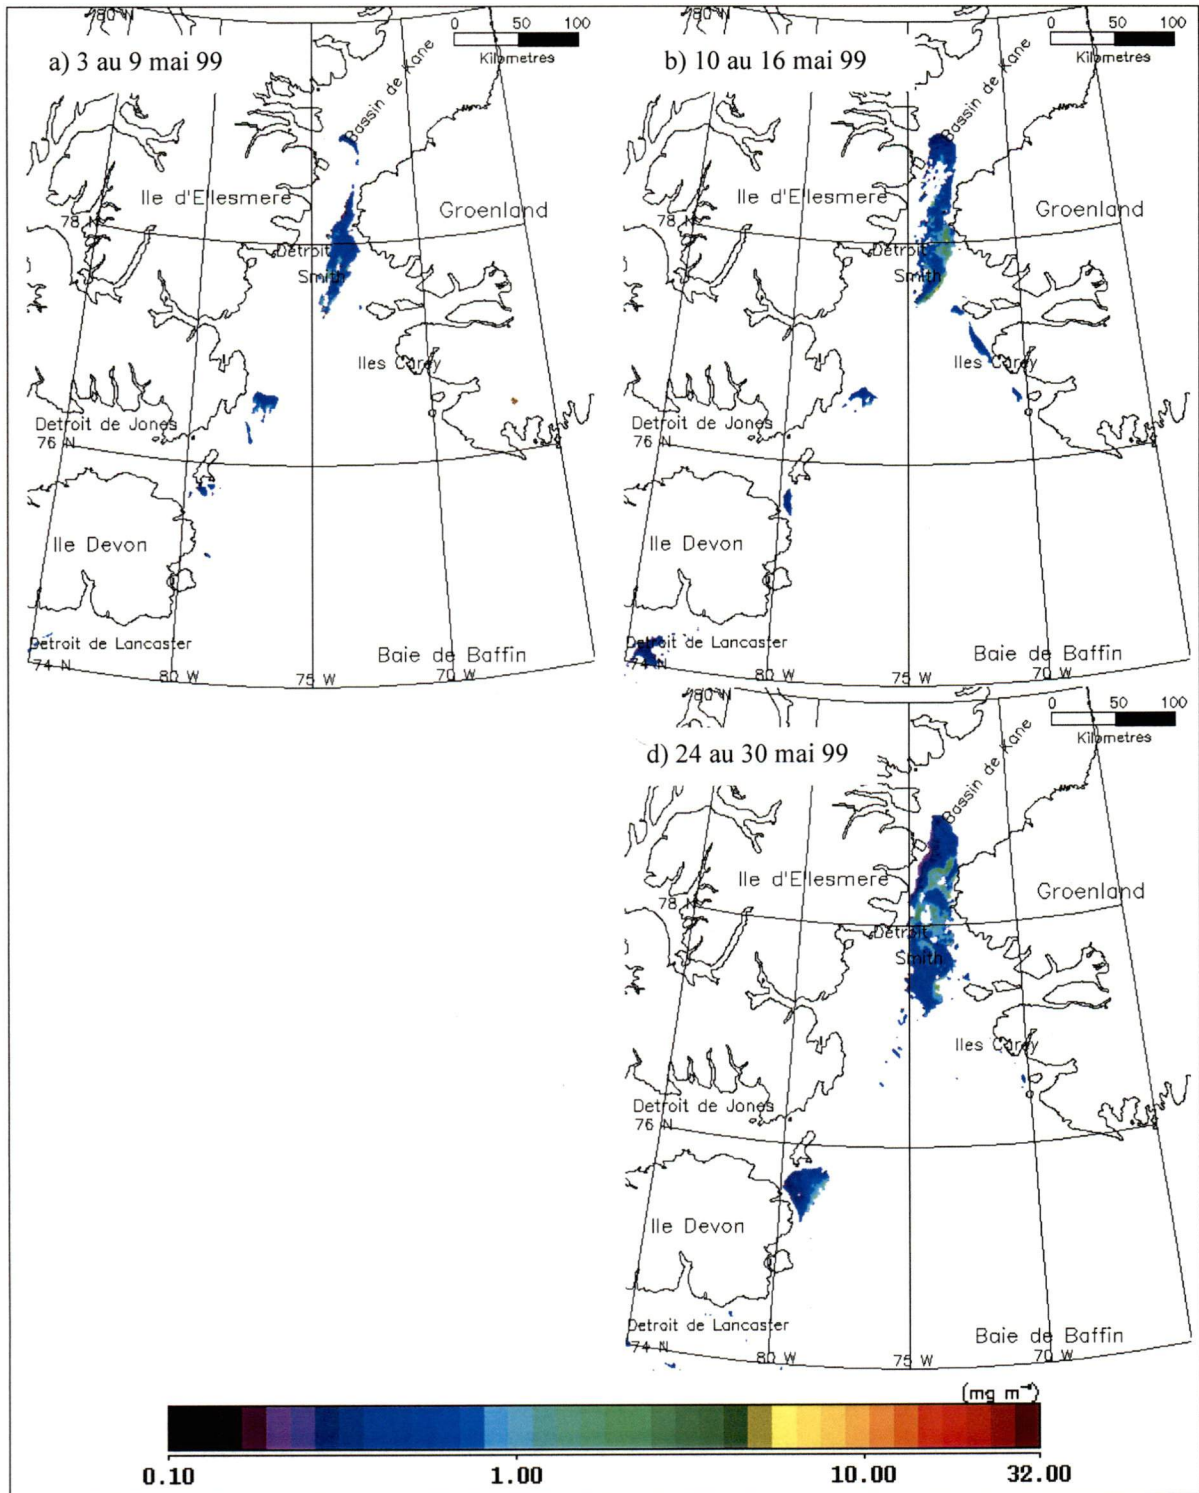 80 N
0 50 100
Kilometres
a) 3 au 9 mai 99
Bassin de Kane
Ile d'Ellesmere
Groenland
78 N
Detroit
Smith
Iles Carey
Detroit de Jones
76 N
Ile Devon
Detroit de Lancaster
74 N
Baie de Baffin
80 W
75 W
70 W
80 N
0 50 100
Kilometres
b) 10 au 16 mai 99
Bassin de Kane
Ile d'Ellesmere
Groenland
78 N
Detroit
Smith
Iles Carey
Detroit de Jones
76 N
Ile Devon
Detroit de Lancaster
74 N
Baie de Baffin
80 W
75 W
70 W
80 N
0 50 100
Kilometres
d) 24 au 30 mai 99
Bassin de Kane
Ile d'Ellesmere
Groenland
78 N
Detroit
Smith
Iles Carey
Detroit de Jones
76 N
Ile Devon
Detroit de Lancaster
74 N
Baie de Baffin
80 W
75 W
70 W
0.10 1.00 10.00 32.00